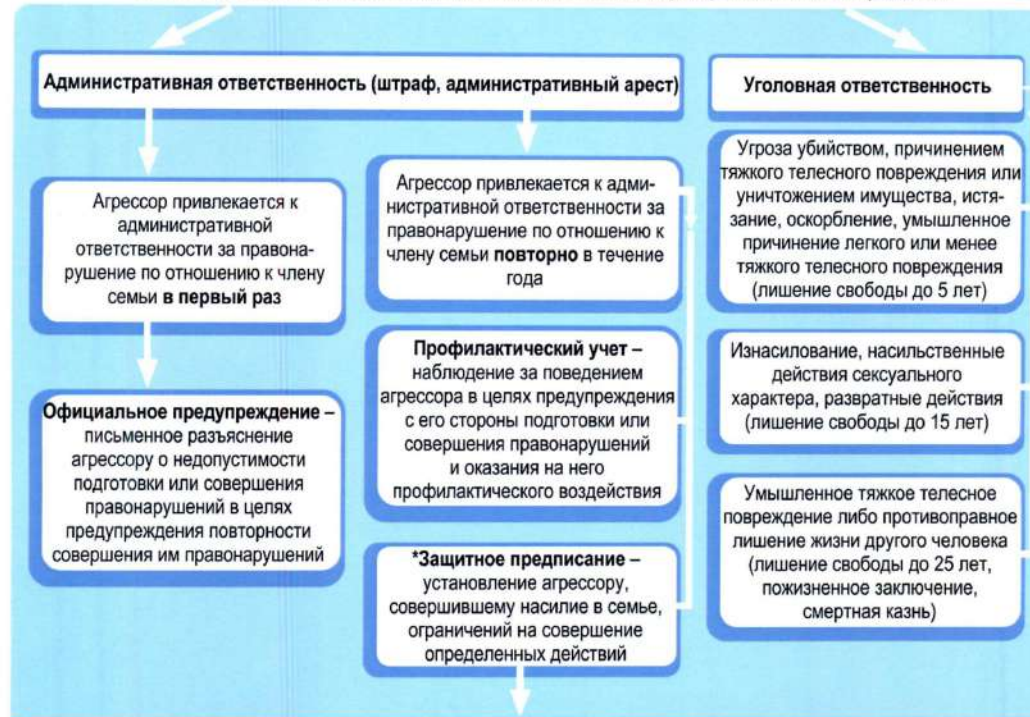 Административная ответственность (штраф, административный арест)
Агрессор привлекается к
административной
ответственности за правона-
рушение по отношению к члену
семьи в первый раз
Официальное предупреждение –
письменное разъяснение
агрессору о недопустимости
подготовки или совершения
правонарушений в целях
предупреждения повторности
совершения им правонарушений
Агрессор привлекается к адми-
нистративной ответственности за
правонарушение по отношению к
члену семьи повторно в течение
года
Профилактический учет –
наблюдение за поведением
агрессора в целях предупреждения
с его стороны подготовки или
совершения правонарушений
и оказания на него
профилактического воздействия
*Защитное предписание –
установление агрессору,
совершившему насилие в семье,
ограничений на совершение
определенных действий
Уголовная ответственность
Угроза убийством, причинением
тяжкого телесного повреждения или
уничтожением имущества, истя-
зание, оскорбление, умышленное
причинение легкого или менее
тяжкого телесного повреждения
(лишение свободы до 5 лет)
Изнасилование, насильственные
действия сексуального
характера, развратные действия
(лишение свободы до 15 лет)
Умышленное тяжкое телесное
повреждение либо противоправное
лишение жизни другого человека
(лишение свободы до 25 лет,
пожизненное заключение,
смертная казнь)